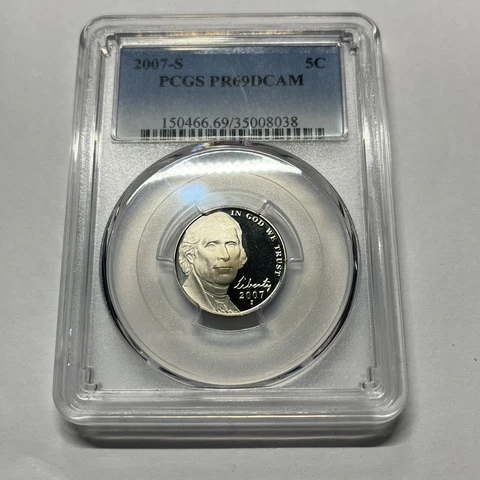 2007-S 5C
PCGS PR69DCAM
150466.69/35008038
IN GOD WE TRUST
Liberty
2007
S